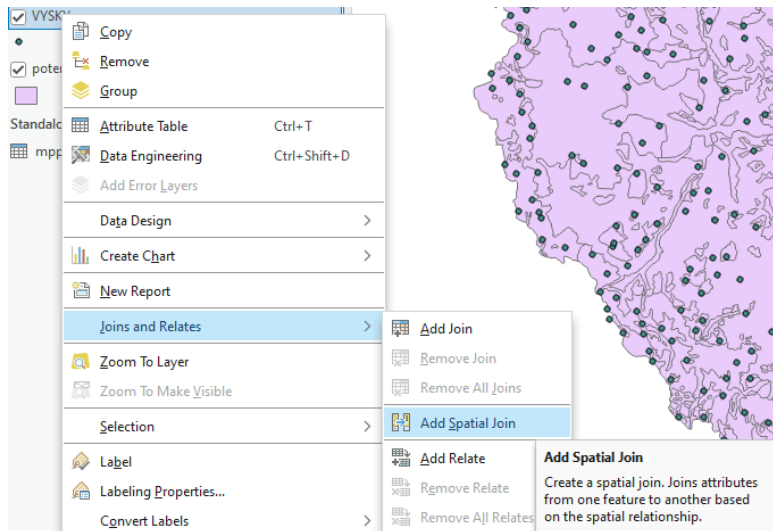 VYSKY
poter
Standalc
mpp
Copy
Remove
Group
Attribute Table Ctrl+T
Data Engineering Ctrl+Shift+D
Add Error Layers
Data Design
Create Chart
New Report
Joins and Relates
Zoom To Layer
Zoom To Make Visible
Selection
Label
Labeling Properties...
Convert Labels
Add Join
Remove Join
Remove All Joins
Add Spatial Join
Add Relate
Remove Relate
Remove All Relates
Add Spatial Join
Create a spatial join. Joins attributes
from one feature to another based
on the spatial relationship.